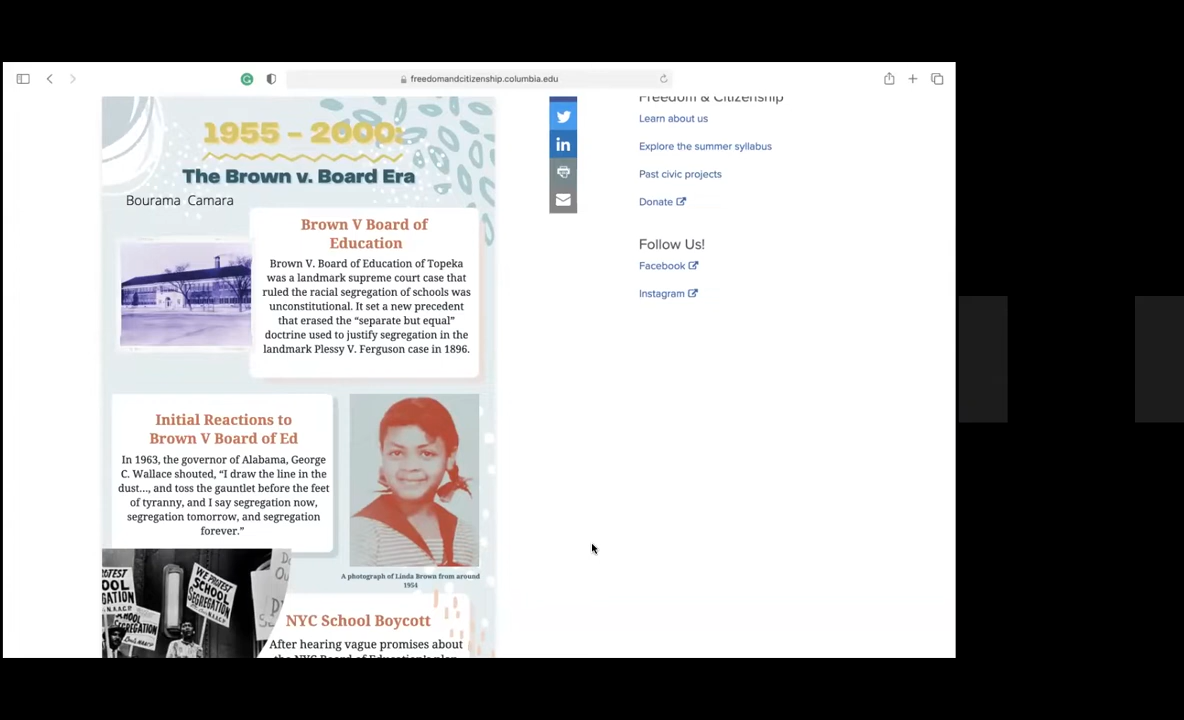 freedomandcitizenship.columbia.edu
1955 – 2000:
The Brown v. Board Era
Bourama Camara
Brown V Board of
Education
Brown V. Board of Education of Topeka
was a landmark supreme court case that
ruled the racial segregation of schools was
unconstitutional. It set a new precedent
that erased the “separate but equal”
doctrine used to justify segregation in the
landmark Plessy V. Ferguson case in 1896.
Initial Reactions to
Brown V Board of Ed
In 1963, the governor of Alabama, George
C. Wallace shouted, “I draw the line in the
dust..., and toss the gauntlet before the feet
of tyranny, and I say segregation now,
segregation tomorrow, and segregation
forever.”
A photograph of Linda Brown from around
1954
WE PROTEST
SCHOOL
SEGREGATION
NYC School Boycott
After hearing vague promises about
the NYC Board of Education's plan
Freedom & Citizenship
Learn about us
Explore the summer syllabus
Past civic projects
Donate
Follow Us!
Facebook
Instagram